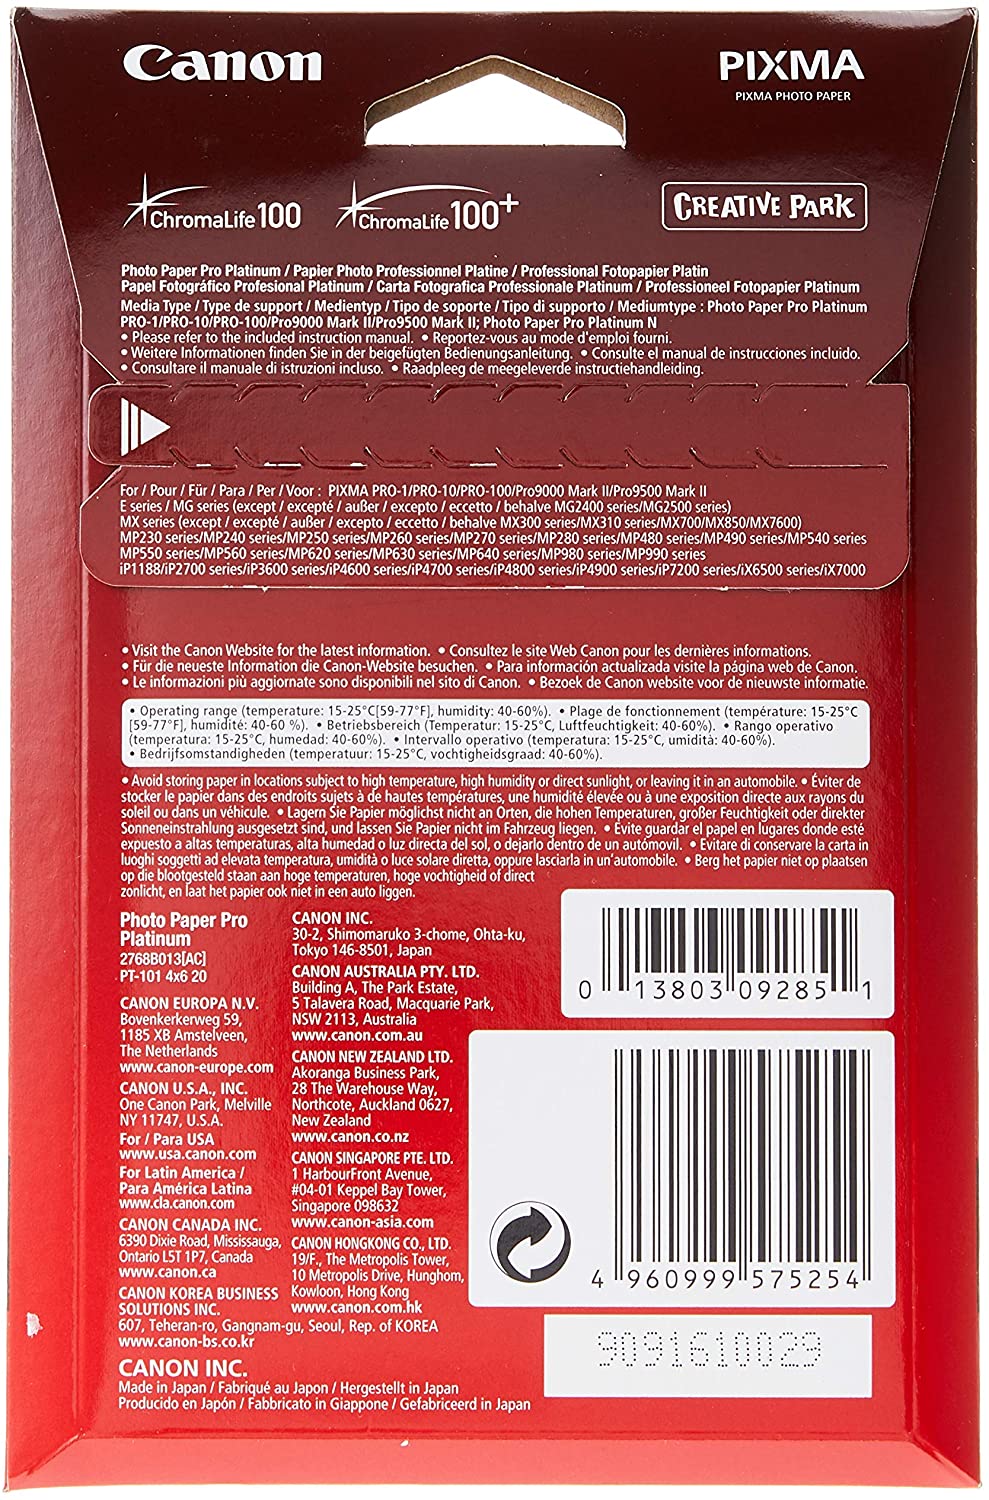 Canon
PIXMA
PIXMA PHOTO PAPER
ChromaLife100
ChromaLife100+
CREATIVE PARK
Photo Paper Pro Platinum / Papier Photo Professionnel Platine / Professional Fotopapier Platin
Papel Fotográfico Profesional Platinum / Carta Fotografica Professionale Platinum / Professioneel Fotopapier Platinum
Media Type / Type de support / Medientyp / Tipo de soporte / Tipo di supporto / Mediumtype : Photo Paper Pro Platinum
PRO-1/PRO-10/PRO-100/Pro9000 Mark II/Pro9500 Mark II; Photo Paper Pro Platinum N
• Please refer to the included instruction manual. • Reportez-vous au mode d'emploi fourni.
• Weitere Informationen finden Sie in der beigefügten Bedienungsanleitung. • Consulte el manual de instrucciones incluido.
• Consultare il manuale di istruzioni incluso. • Raadpleeg de meegeleverde instructiehandleiding.
For / Pour / Für / Para / Per / Voor : PIXMA PRO-1/PRO-10/PRO-100/Pro9000 Mark II/Pro9500 Mark II
E series / MG series (except / excepté / außer / excepto / eccetto / behalve MG2400 series/MG2500 series)
MX series (except / excepté / außer / excepto / eccetto / behalve MX300 series/MX310 series/MX700/MX850/MX7600)
MP230 series/MP240 series/MP250 series/MP260 series/MP270 series/MP280 series/MP480 series/MP490 series/MP540 series
MP550 series/MP560 series/MP620 series/MP630 series/MP640 series/MP980 series/MP990 series
iP1188/iP2700 series/iP3600 series/iP4600 series/iP4700 series/iP4800 series/iP4900 series/iP7200 series/iX6500 series/iX7000
• Visit the Canon Website for the latest information. • Consultez le site Web Canon pour les dernières informations.
• Für die neueste Information die Canon-Website besuchen. • Para información actualizada visite la página web de Canon.
• Le informazioni più aggiornate sono disponibili nel sito di Canon. • Bezoek de Canon website voor de nieuwste informatie.
• Operating range (temperature: 15-25°C[59-77°F], humidity: 40-60%). • Plage de fonctionnement (température: 15-25°C
[59-77°F], humidité: 40-60 %). • Betriebsbereich (Temperatur: 15-25°C, Luftfeuchtigkeit: 40-60%). • Rango operativo
(temperatura: 15-25°C, humedad: 40-60%). • Intervallo operativo (temperatura: 15-25°C, umidità: 40-60%).
• Bedrijfsomstandigheden (temperatuur: 15-25°C, vochtigheidsgraad: 40-60%).
• Avoid storing paper in locations subject to high temperature, high humidity or direct sunlight, or leaving it in an automobile. • Éviter de
stocker le papier dans des endroits sujets à de hautes températures, une humidité élevée ou à une exposition directe aux rayons du
soleil ou dans un véhicule. • Lagern Sie Papier möglichst nicht an Orten, die hohen Temperaturen, großer Feuchtigkeit oder direkter
Sonneneinstrahlung ausgesetzt sind, und lassen Sie Papier nicht im Fahrzeug liegen. • Evite guardar el papel en lugares donde esté
expuesto a altas temperaturas, alta humedad o luz directa del sol, o dejarlo dentro de un automóvil. • Evitare di conservare la carta in
luoghi soggetti ad elevata temperatura, umidità o luce solare diretta, oppure lasciarla in un'automobile. • Berg het papier niet op plaatsen
op die blootgesteld staan aan hoge temperaturen, hoge vochtigheid of direct
zonlicht, en laat het papier ook niet in een auto liggen.
Photo Paper Pro
Platinum
2768B013[AC]
PT-101 4x6 20
CANON EUROPA N.V.
Bovenkerkerweg 59,
1185 XB Amstelveen,
The Netherlands
www.canon-europe.com
CANON U.S.A., INC.
One Canon Park, Melville
NY 11747, U.S.A.
For / Para USA
www.usa.canon.com
For Latin America /
Para América Latina
www.cla.canon.com
CANON CANADA INC.
6390 Dixie Road, Mississauga,
Ontario L5T 1P7, Canada
www.canon.ca
CANON KOREA BUSINESS
SOLUTIONS INC.
607, Teheran-ro, Gangnam-gu, Seoul, Rep. of KOREA
www.canon-bs.co.kr
CANON INC.
30-2, Shimomaruko 3-chome, Ohta-ku,
Tokyo 146-8501, Japan
CANON AUSTRALIA PTY. LTD.
Building A, The Park Estate,
5 Talavera Road, Macquarie Park,
NSW 2113, Australia
www.canon.com.au
CANON NEW ZEALAND LTD.
Akoranga Business Park,
28 The Warehouse Way,
Northcote, Auckland 0627,
New Zealand
www.canon.co.nz
CANON SINGAPORE PTE. LTD.
1 HarbourFront Avenue,
#04-01 Keppel Bay Tower,
Singapore 098632
www.canon-asia.com
CANON HONGKONG CO., LTD.
19/F., The Metropolis Tower,
10 Metropolis Drive, Hunghom,
Kowloon, Hong Kong
www.canon.com.hk
CANON INC.
Made in Japan / Fabriqué au Japon / Hergestellt in Japan
Producido en Japón / Fabbricato in Giappone / Gefabriceerd in Japan
0 13803 09285 1
4 960999 575254
9091610029